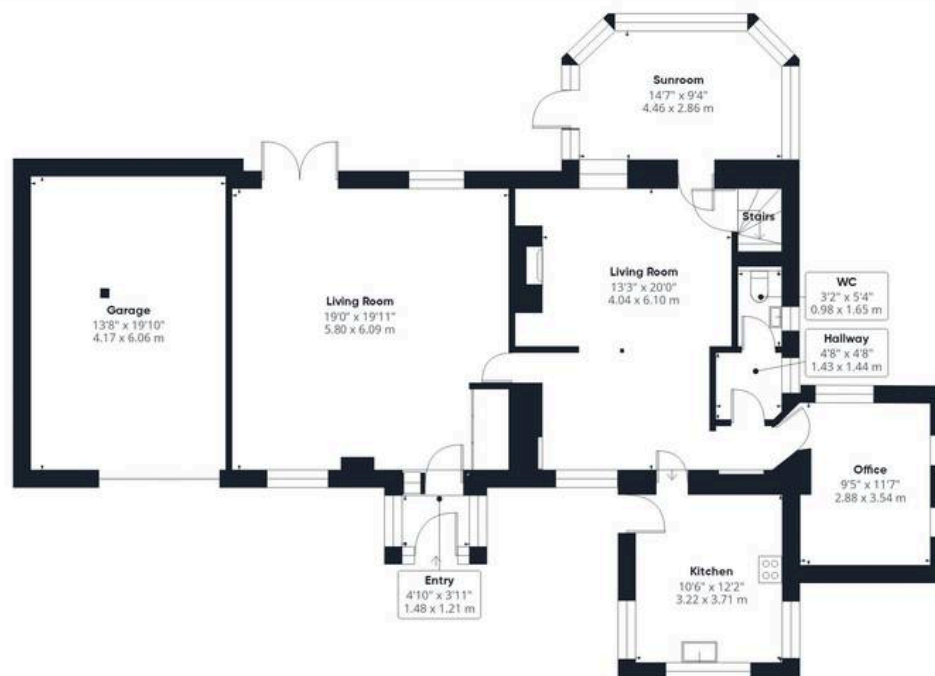 Sunroom
14'7" x 9'4"
4.46 x 2.86 m
Stairs
Garage
13'8" x 19'10"
4.17 x 6.06 m
Living Room
19'0" x 19'11"
5.80 x 6.09 m
Living Room
13'3" x 20'0"
4.04 x 6.10 m
WC
3'2" x 5'4"
0.98 x 1.65 m
Hallway
4'8" x 4'8"
1.43 x 1.44 m
Office
9'5" x 11'7"
2.88 x 3.54 m
Entry
4'10" x 3'11"
1.48 x 1.21 m
Kitchen
10'6" x 12'2"
3.22 x 3.71 m